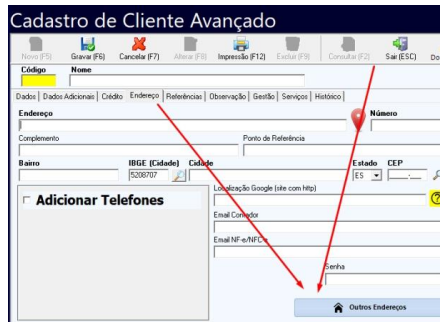 Cadastro de Cliente Avançado
Novo (F5) Gravar (F6) Cancelar (F7) Alterar (F8) Impressão (F12) Excluir (F9) Consultar (F2) Sair (ESC) Do
Código Nome
Dados Dados Adicionais Crédito Endereço Referências Observação Gestão Serviços Histórico
Endereço Número
Complemento Ponto de Referência
Bairro IBGE (Cidade) Cidade Estado CEP
5208707 ES
Adicionar Telefones
Localização Google (site com http)
Email Contador
Email NF-e/NFC-e
Senha
Outros Endereços